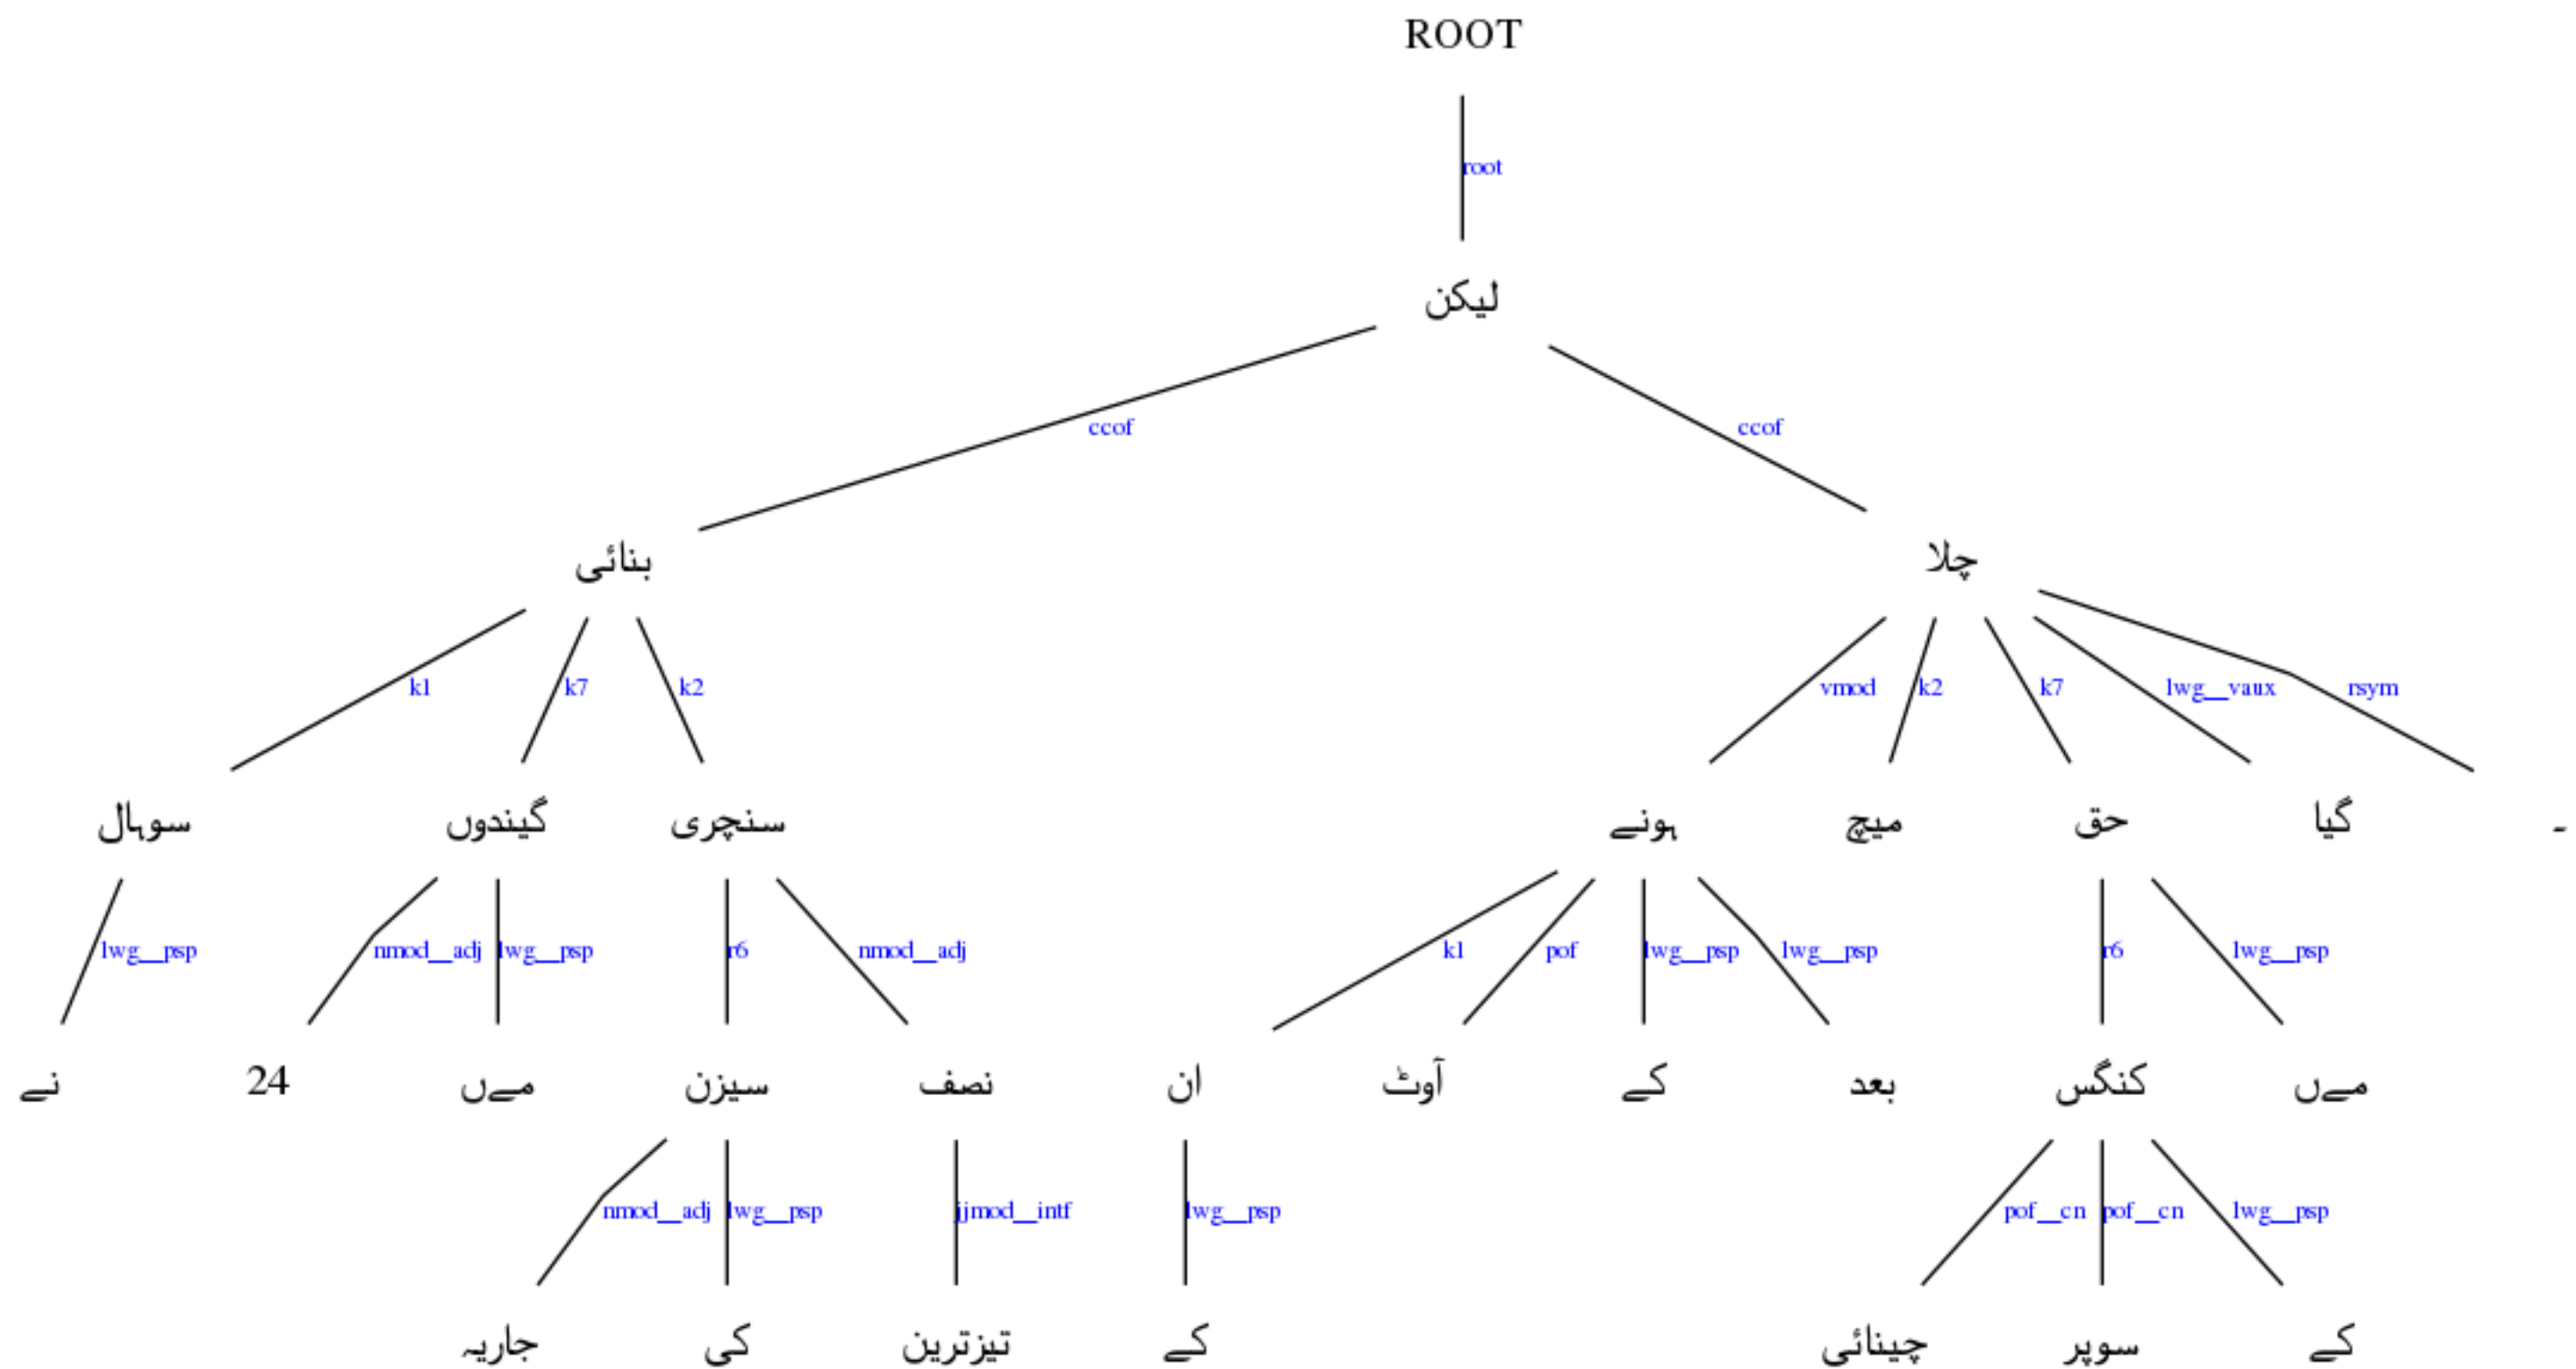 ROOT
root
لیکن
ccof ccof
بنائی چلا
k1 k7 k2 vmod k2 k7 lwg__vaux rsym
سوہال گیندوں سنچری ہونے میچ حق گیا ۔
lwg__psp nmod__adj lwg__psp r6 nmod__adj k1 pof lwg__psp lwg__psp r6 lwg__psp
نے 24 مےں سیزن نصف ان آوٹ کے بعد کنگس مےں
nmod__adj lwg__psp jjmod__intf lwg__psp pof__cn pof__cn lwg__psp
جاریہ کی تیزترین کے چینائی سوپر کے